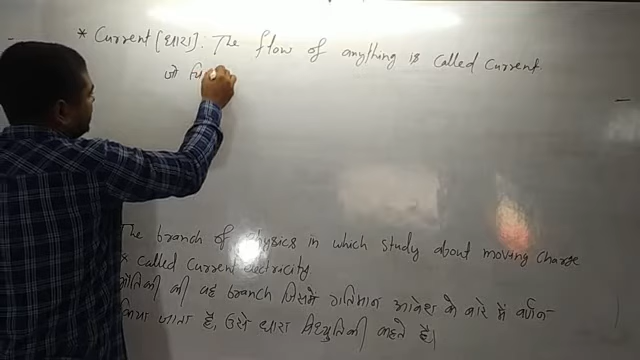 * Current [धारा]: The flow of anything is called Current.
जो
The branch of physics in which study about moving charge
is called current electricity
भौतिकी की वह branch जिसमें गतिमान आवेश के बारे में वर्णन
किया जाता है, उसे धारा विधुतिकी कहते हैं।